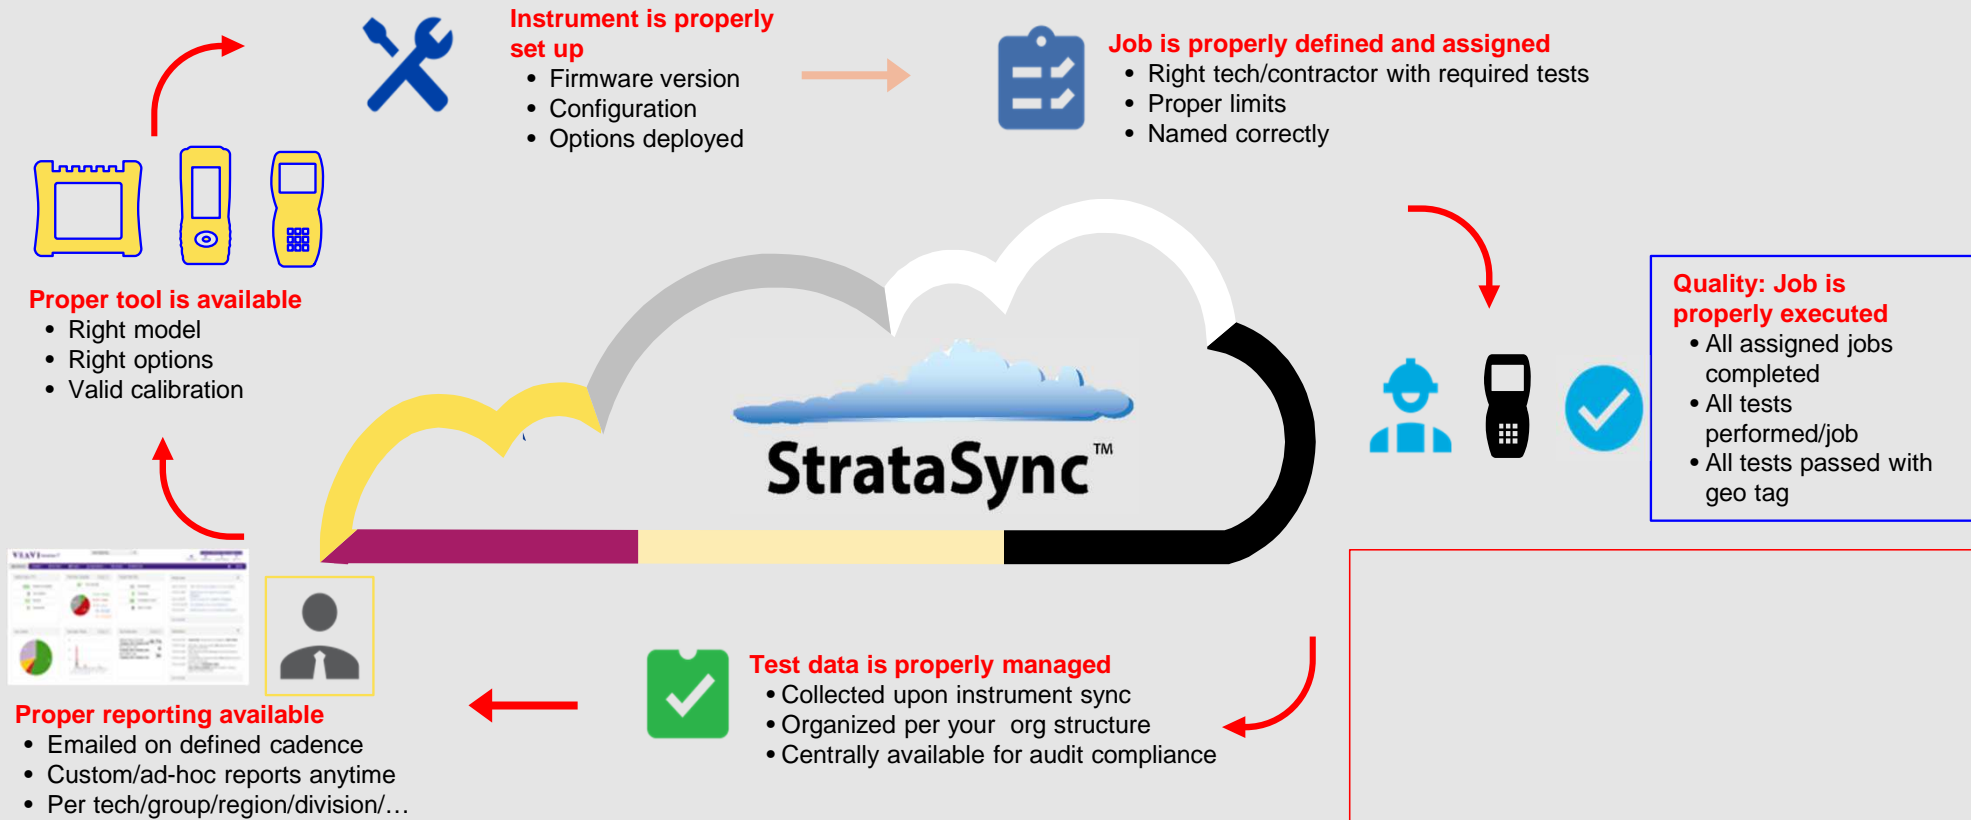 Instrument is properly
set up
• Firmware version
• Configuration
• Options deployed
Job is properly defined and assigned
• Right tech/contractor with required tests
• Proper limits
• Named correctly
Proper tool is available
• Right model
• Right options
• Valid calibration
Quality: Job is
properly executed
• All assigned jobs
completed
• All tests
performed/job
• All tests passed with
geo tag
StrataSync™
VIAVI
Test data is properly managed
• Collected upon instrument sync
• Organized per your  org structure
• Centrally available for audit compliance
Proper reporting available
• Emailed on defined cadence
• Custom/ad-hoc reports anytime
• Per tech/group/region/division/…